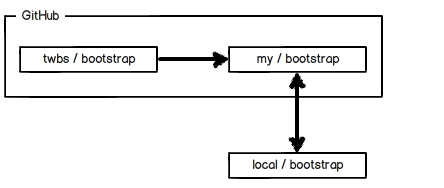 GitHub
twbs / bootstrap
my / bootstrap
local / bootstrap